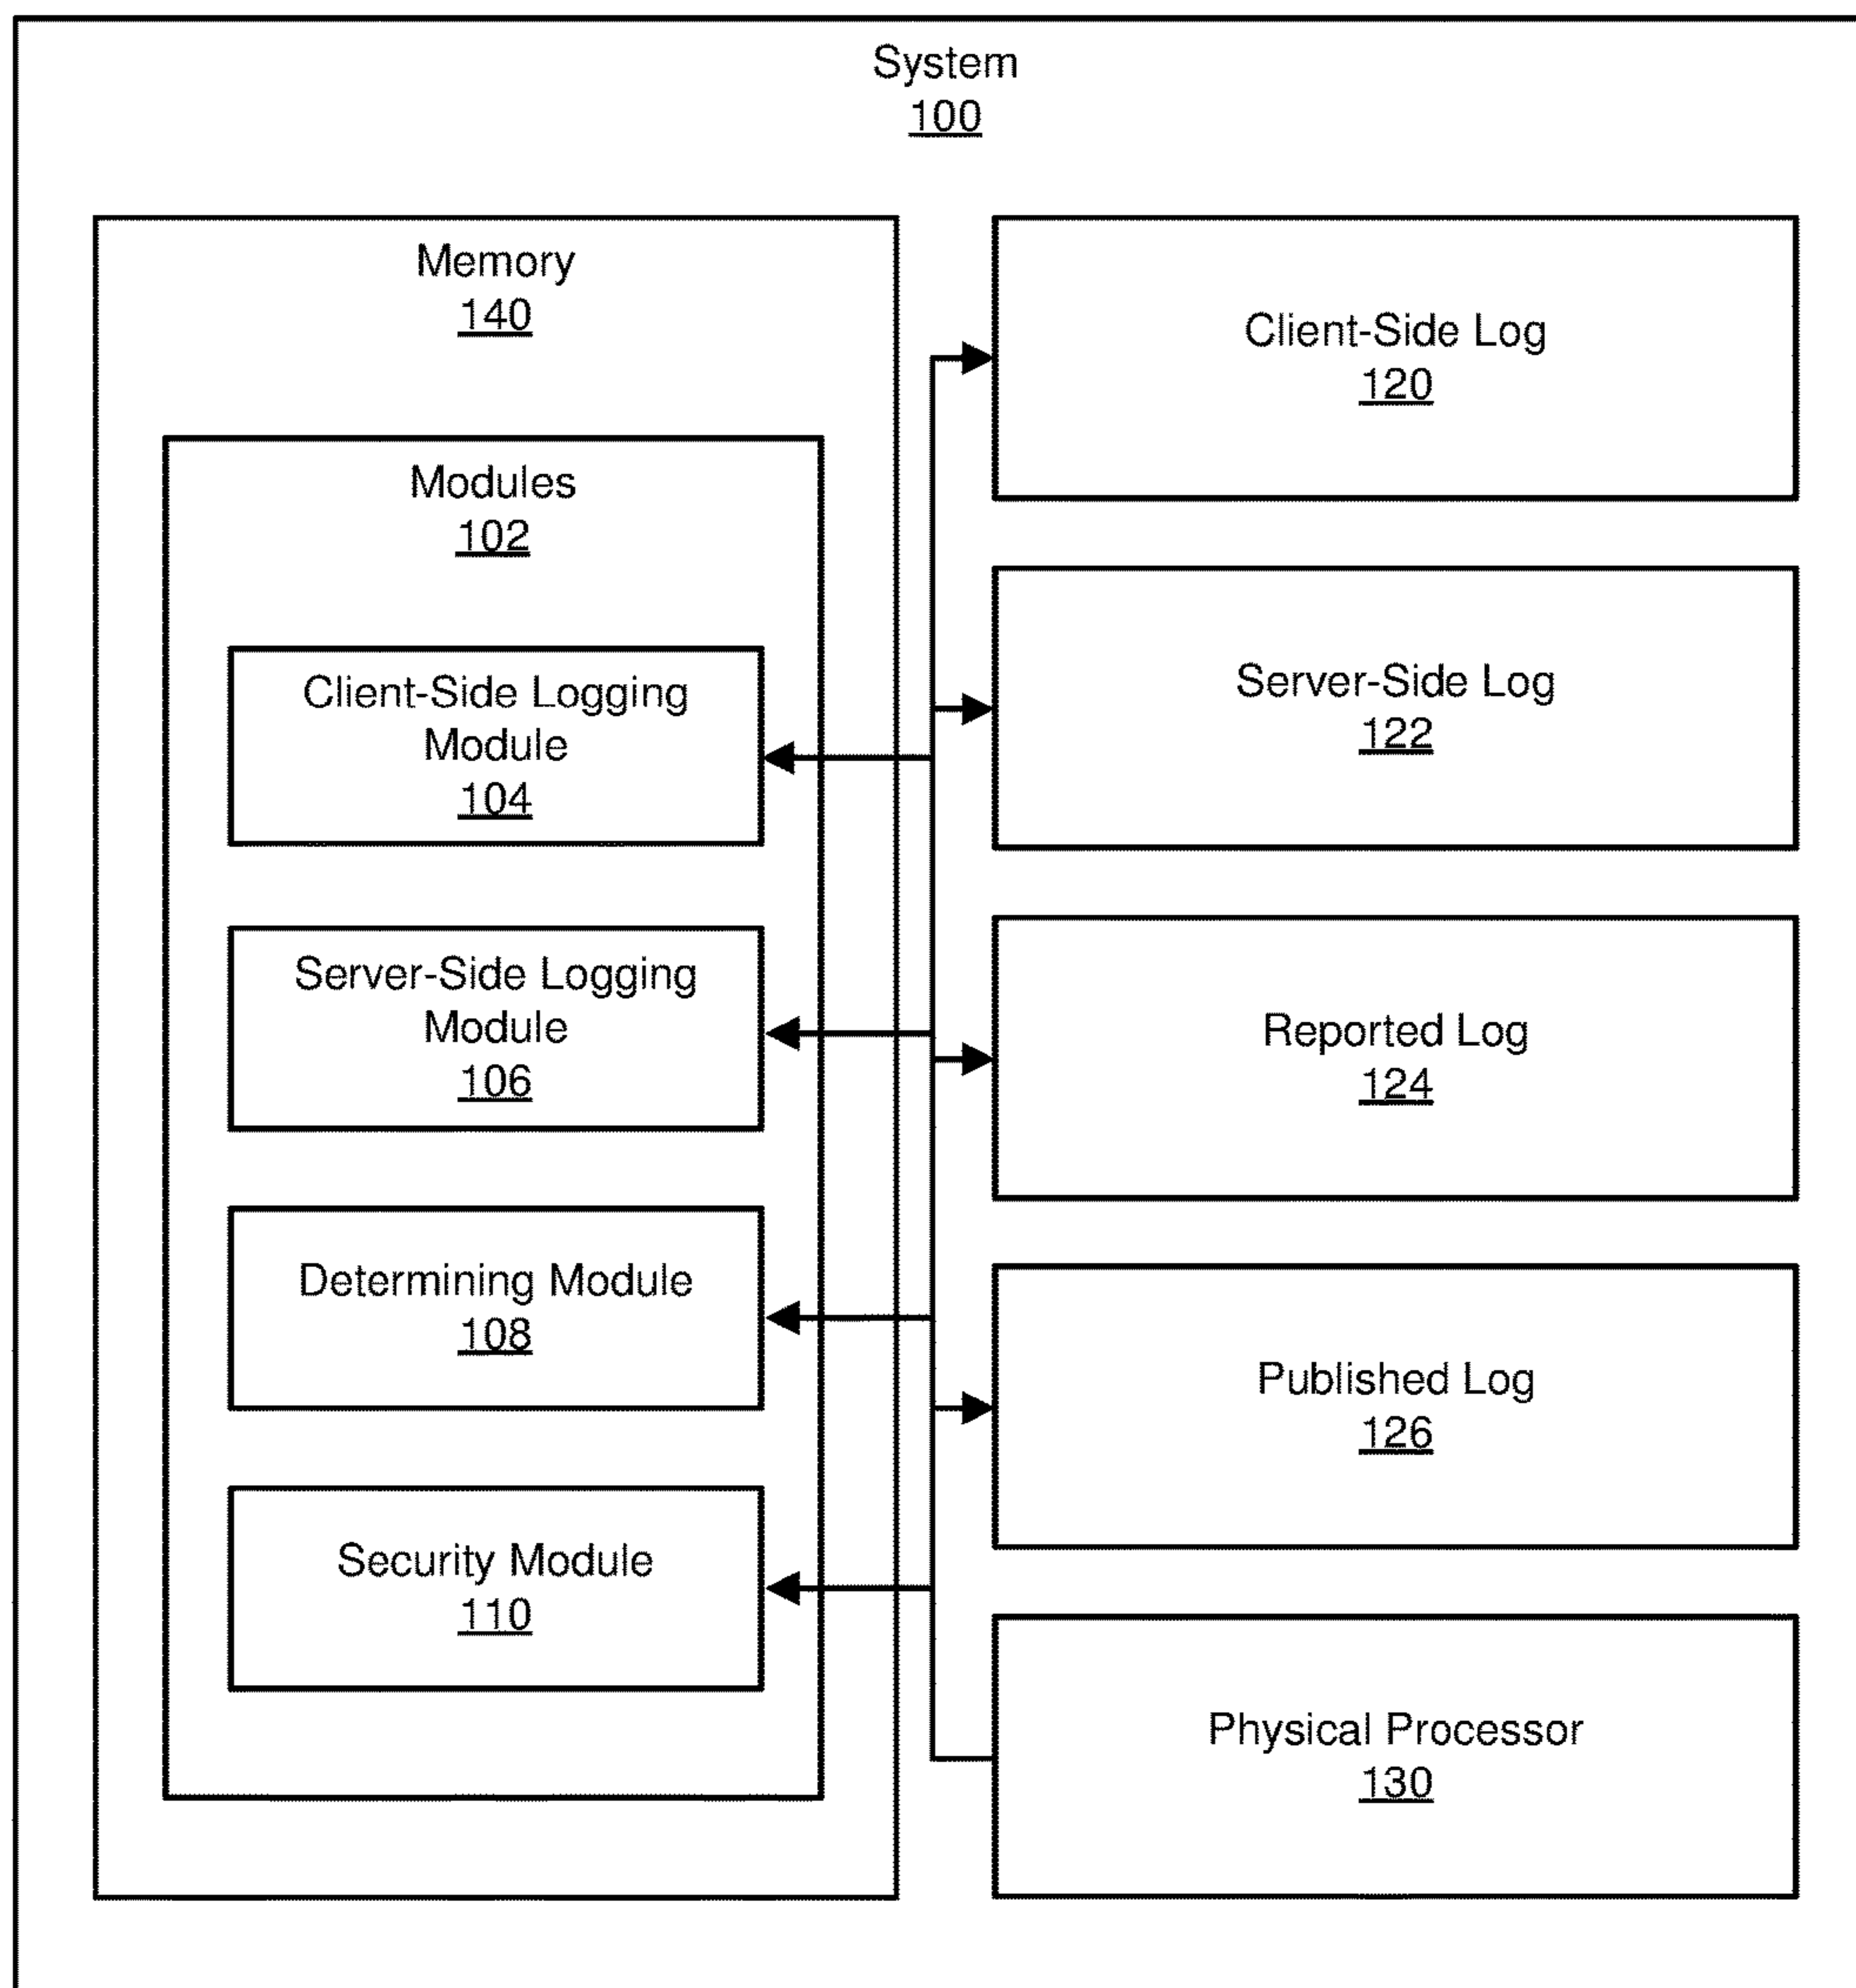 System
100
Memory
140
Modules
102
Client-Side Logging
Module
104
Server-Side Logging
Module
106
Determining Module
108
Security Module
110
Client-Side Log
120
Server-Side Log
122
Reported Log
124
Published Log
126
Physical Processor
130